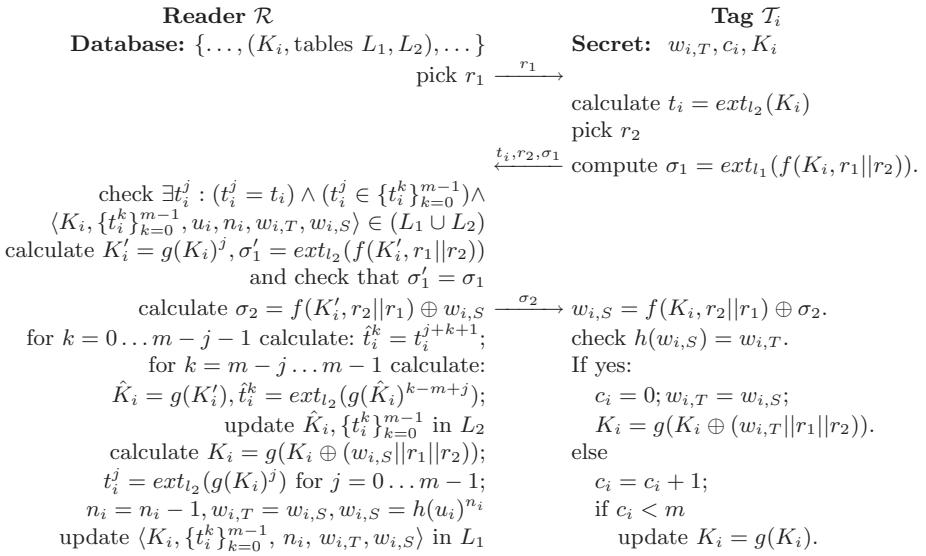 Reader R Tag T_i
Database: {…, (K_i, tables L_1, L_2), …} Secret: w_{i,T}, c_i, K_i
pick r_1 —r_1→
calculate t_i = ext_{l_2}(K_i)
pick r_2
←t_i,r_2,σ_1— compute σ_1 = ext_{l_1}(f(K_i, r_1||r_2)).
check ∃t_i^j : (t_i^j = t_i) ∧ (t_i^j ∈ {t_i^k}_{k=0}^{m−1})∧
⟨K_i, {t_i^k}_{k=0}^{m−1}, u_i, n_i, w_{i,T}, w_{i,S}⟩ ∈ (L_1 ∪ L_2)
calculate K_i′ = g(K_i)^j, σ_1′ = ext_{l_2}(f(K_i′, r_1||r_2))
and check that σ_1′ = σ_1
calculate σ_2 = f(K_i′, r_2||r_1) ⊕ w_{i,S} —σ_2→ w_{i,S} = f(K_i, r_2||r_1) ⊕ σ_2.
for k = 0 … m − j − 1 calculate: t̂_i^k = t_i^{j+k+1}; check h(w_{i,S}) = w_{i,T}.
for k = m − j … m − 1 calculate: If yes:
K̂_i = g(K_i′), t̂_i^k = ext_{l_2}(g(K̂_i)^{k−m+j}); c_i = 0; w_{i,T} = w_{i,S};
update K̂_i, {t_i^k}_{k=0}^{m−1} in L_2 K_i = g(K_i ⊕ (w_{i,T}||r_1||r_2)).
calculate K_i = g(K_i ⊕ (w_{i,S}||r_1||r_2)); else
t_i^j = ext_{l_2}(g(K_i)^j) for j = 0 … m − 1; c_i = c_i + 1;
n_i = n_i − 1, w_{i,T} = w_{i,S}, w_{i,S} = h(u_i)^{n_i} if c_i < m
update ⟨K_i, {t_i^k}_{k=0}^{m−1}, n_i, w_{i,T}, w_{i,S}⟩ in L_1 update K_i = g(K_i).